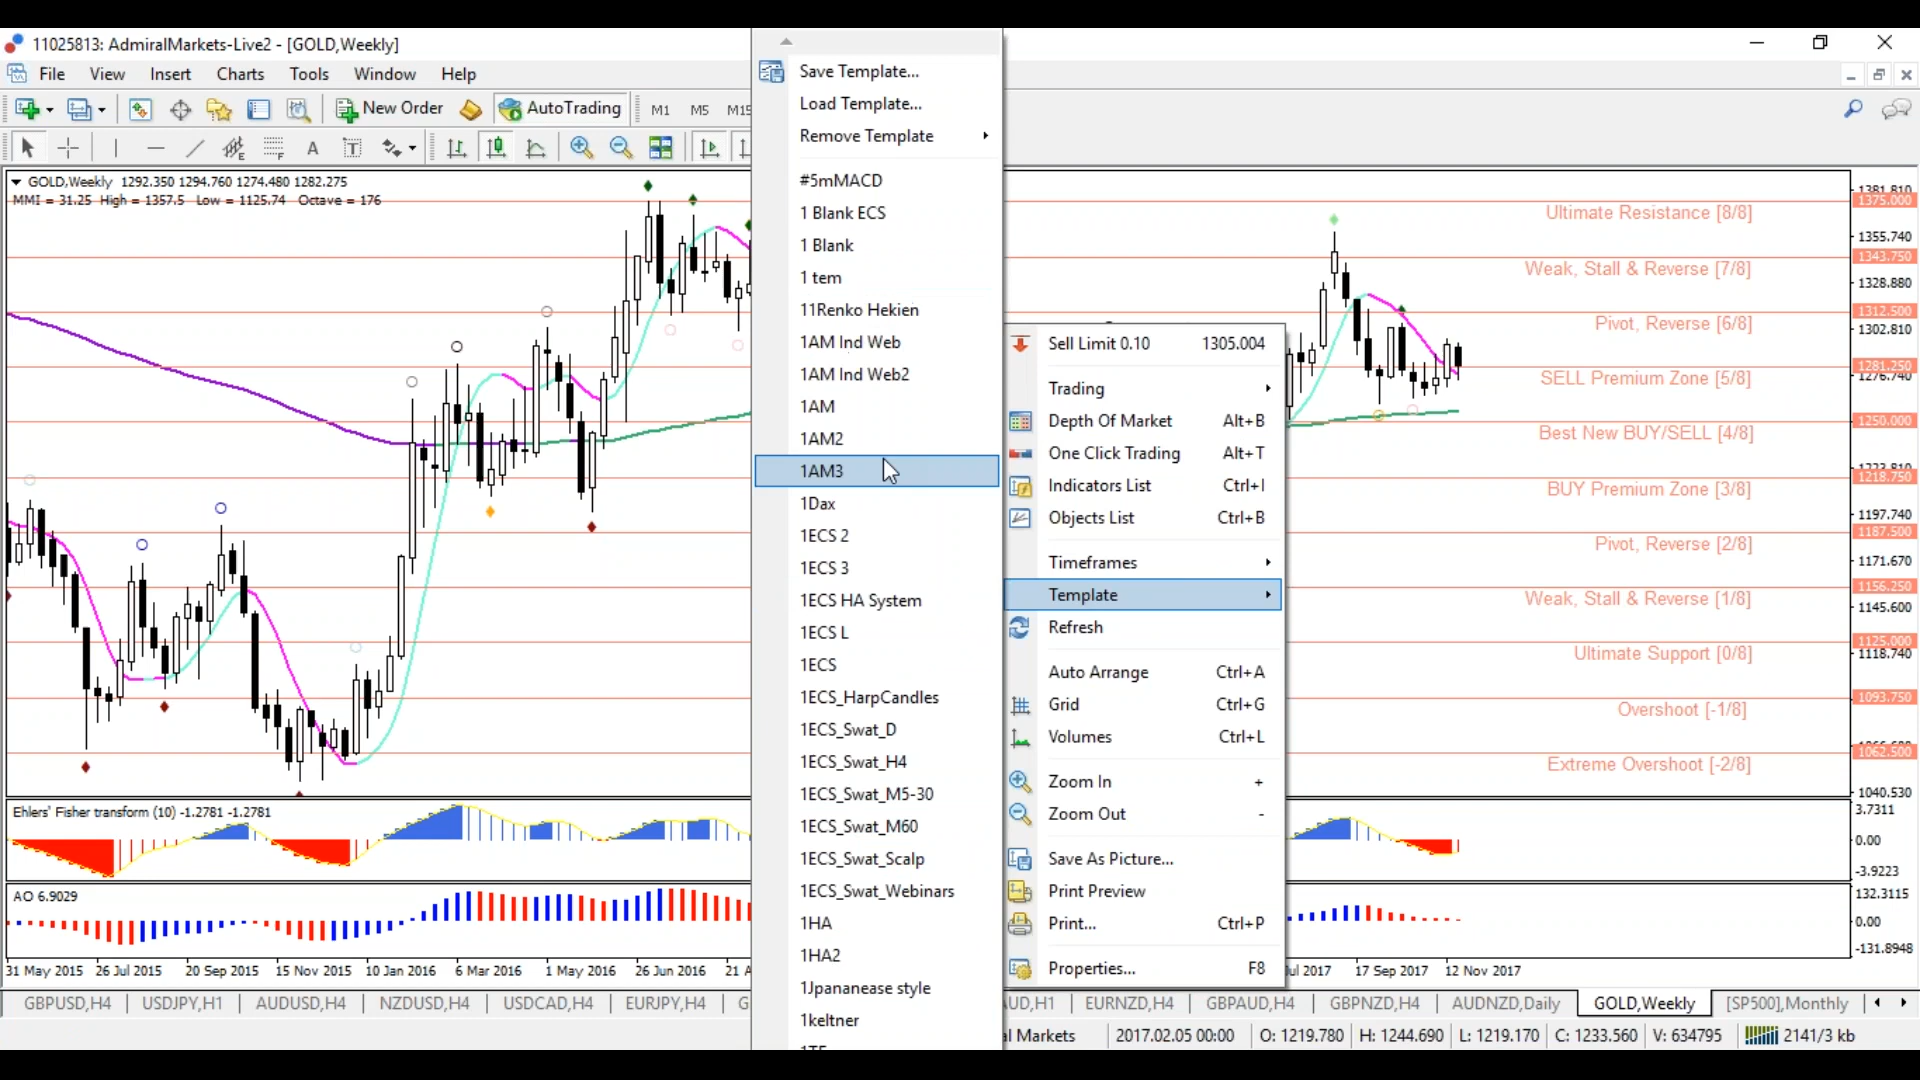 11025813: AdmiralMarkets-Live2 - [GOLD,Weekly]
File View Insert Charts Tools Window Help
New Order AutoTrading M1 M5 M15
GOLD,Weekly 1292.350 1294.760 1274.480 1282.275
MMI = 31.25 High = 1357.5 Low = 1125.74 Octave = 176
Save Template...
Load Template...
Remove Template
#5mMACD
1 Blank ECS
1 Blank
1 tem
11Renko Hekien
1AM Ind Web
1AM Ind Web2
1AM
1AM2
1AM3
1Dax
1ECS 2
1ECS 3
1ECS HA System
1ECS L
1ECS
1ECS_HarpCandles
1ECS_Swat_D
1ECS_Swat_H4
1ECS_Swat_M5-30
1ECS_Swat_M60
1ECS_Swat_Scalp
1ECS_Swat_Webinars
1HA
1HA2
1Jpananease style
1keltner
Sell Limit 0.10 1305.004
Trading
Depth Of Market Alt+B
One Click Trading Alt+T
Indicators List Ctrl+I
Objects List Ctrl+B
Timeframes
Template
Refresh
Auto Arrange Ctrl+A
Grid Ctrl+G
Volumes Ctrl+L
Zoom In +
Zoom Out -
Save As Picture...
Print Preview
Print... Ctrl+P
Properties... F8
Ultimate Resistance [8/8]
Weak, Stall & Reverse [7/8]
Pivot, Reverse [6/8]
SELL Premium Zone [5/8]
Best New BUY/SELL [4/8]
BUY Premium Zone [3/8]
Pivot, Reverse [2/8]
Weak, Stall & Reverse [1/8]
Ultimate Support [0/8]
Overshoot [-1/8]
Extreme Overshoot [-2/8]
1381.810
1375.000
1355.740
1343.750
1328.880
1312.500
1302.810
1281.250
1276.740
1250.000
1218.750
1197.740
1187.500
1171.670
1156.250
1145.600
1125.000
1118.740
1093.750
1062.500
1040.530
Ehlers' Fisher transform (10) -1.2781 -1.2781
3.7311
0.00
-3.9223
AO 6.9029
132.3115
0.00
-131.8948
31 May 2015 26 Jul 2015 20 Sep 2015 15 Nov 2015 10 Jan 2016 6 Mar 2016 1 May 2016 26 Jun 2016 21 Jul 2017 17 Sep 2017 12 Nov 2017
GBPUSD,H4 USDJPY,H1 AUDUSD,H4 NZDUSD,H4 USDCAD,H4 EURJPY,H4 AUD,H1 EURNZD,H4 GBPAUD,H4 GBPNZD,H4 AUDNZD,Daily GOLD,Weekly [SP500],Monthly
al Markets 2017.02.05 00:00 O: 1219.780 H: 1244.690 L: 1219.170 C: 1233.560 V: 634795 2141/3 kb